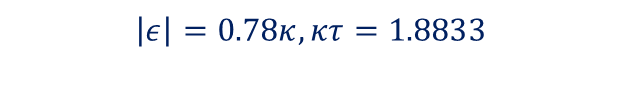 |ϵ| = 0.78κ, κτ = 1.8833